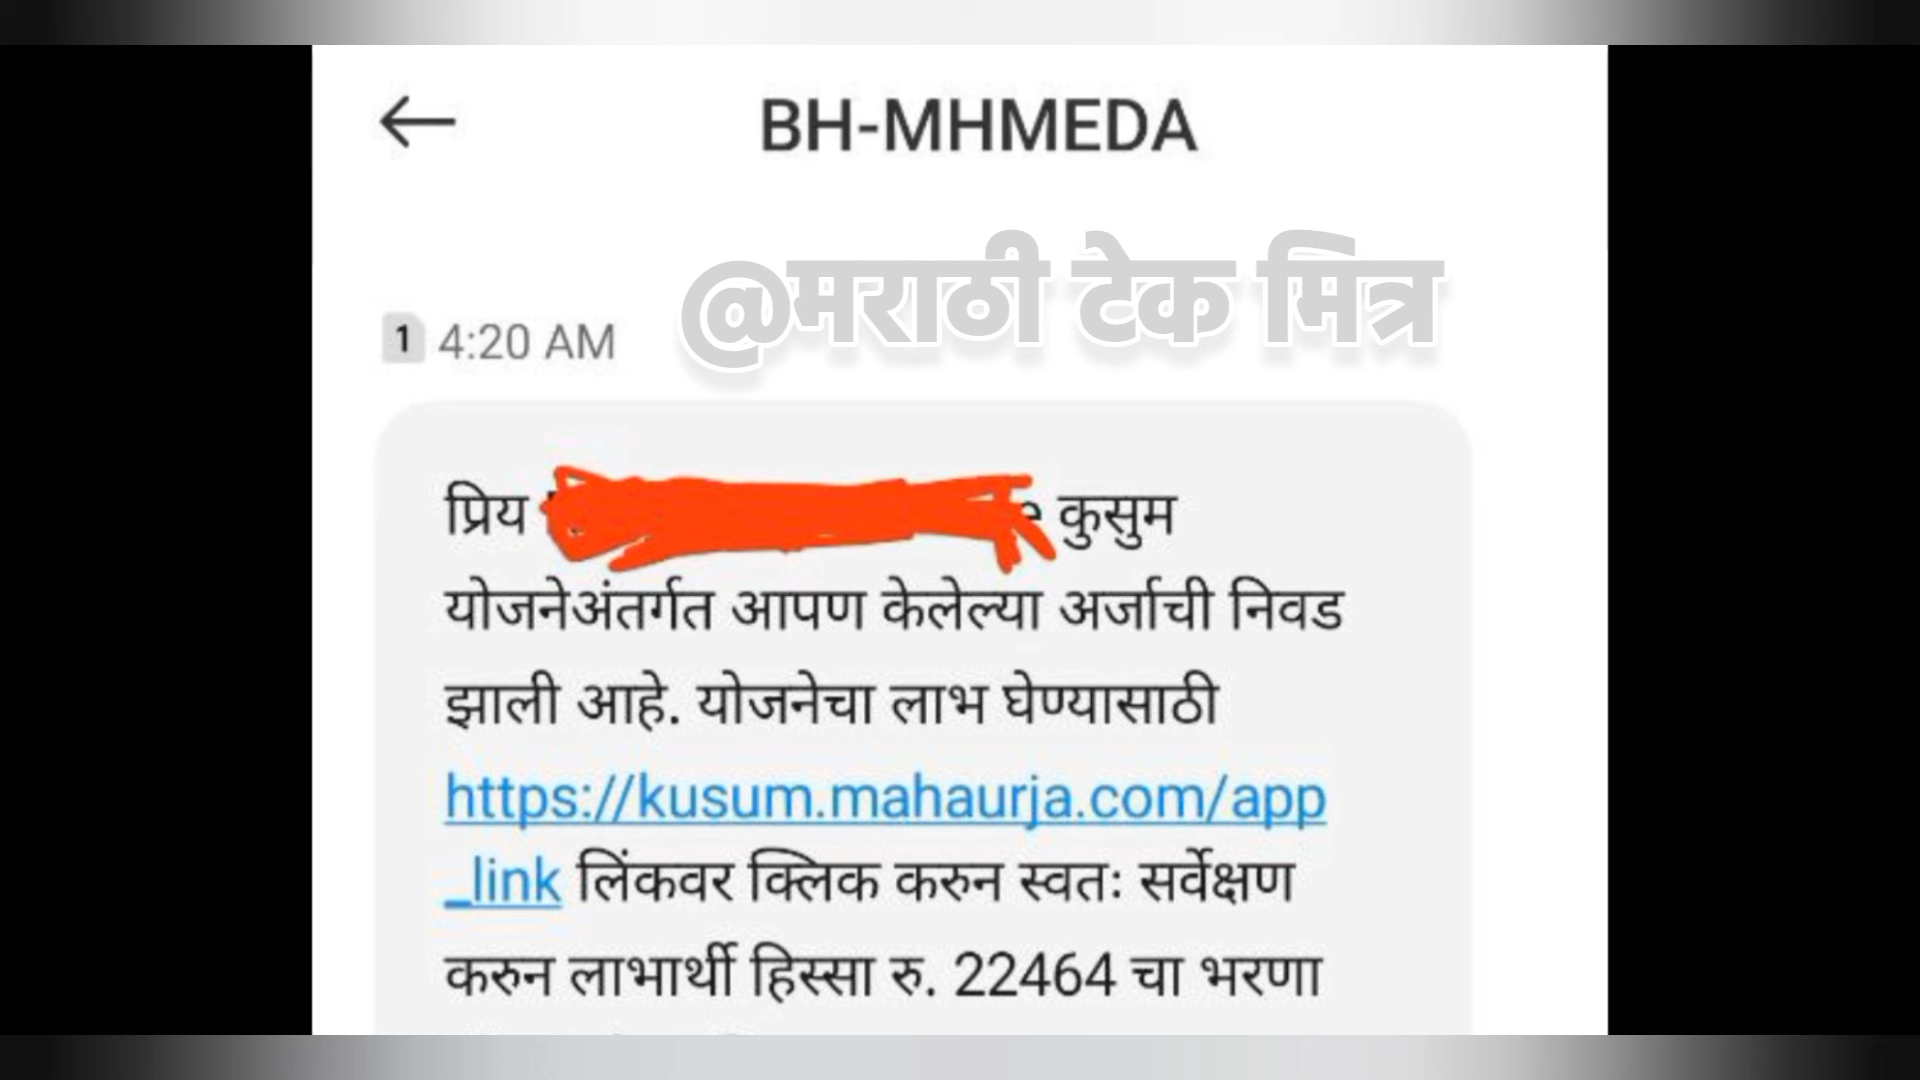 BH-MHMEDA
@मराठी टेक मित्र
1 4:20 AM
प्रिय कुसुम
योजनेअंतर्गत आपण केलेल्या अर्जाची निवड
झाली आहे. योजनेचा लाभ घेण्यासाठी
https://kusum.mahaurja.com/app
_link लिंकवर क्लिक करुन स्वतः सर्वेक्षण
करुन लाभार्थी हिस्सा रु. 22464 चा भरणा